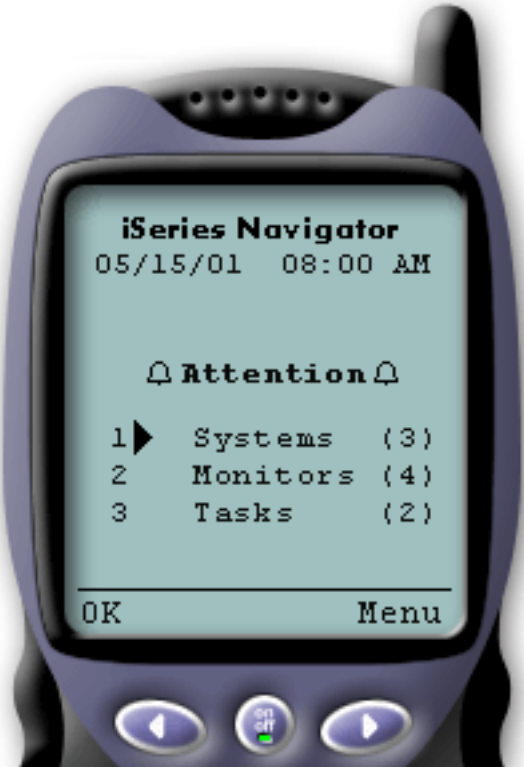 iSeries Navigator
05/15/01 08:00 AM
Attention
1 Systems (3)
2 Monitors (4)
3 Tasks (2)
OK Menu
on
off